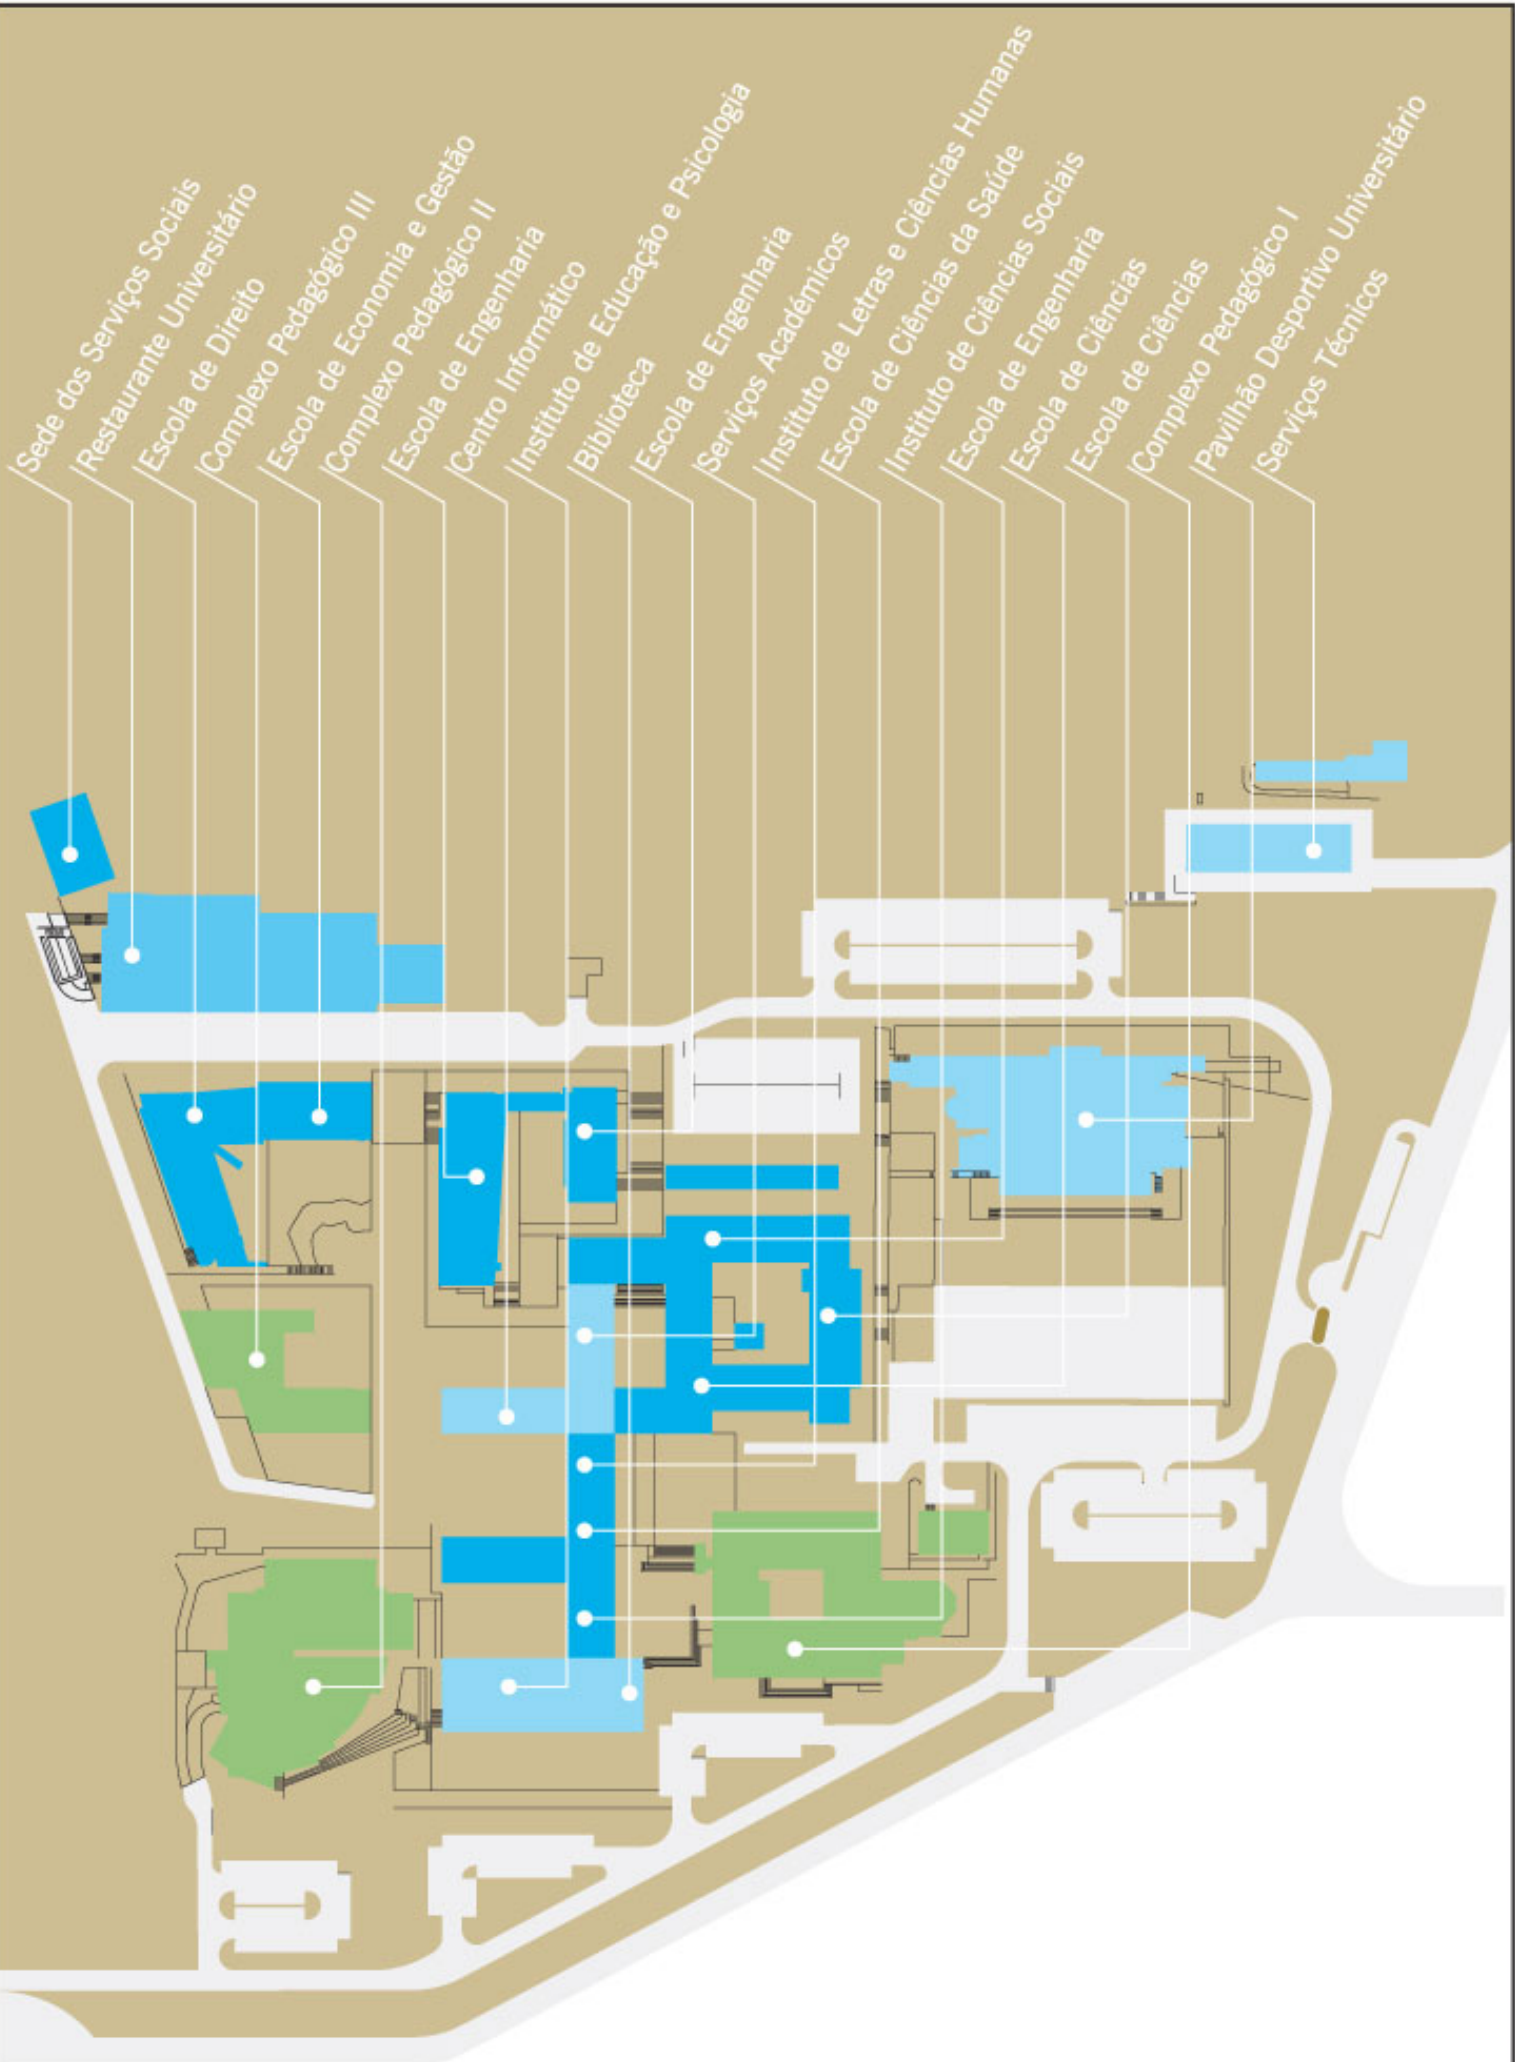 Sede dos Serviços Sociais
Restaurante Universitário
Escola de Direito
Complexo Pedagógico III
Escola de Economia e Gestão
Complexo Pedagógico II
Escola de Engenharia
Centro Informático
Instituto de Educação e Psicologia
Biblioteca
Escola de Engenharia
Serviços Académicos
Instituto de Letras e Ciências Humanas
Escola de Ciências da Saúde
Instituto de Ciências Sociais
Escola de Engenharia
Escola de Ciências
Escola de Ciências
Complexo Pedagógico I
Pavilhão Desportivo Universitário
Serviços Técnicos